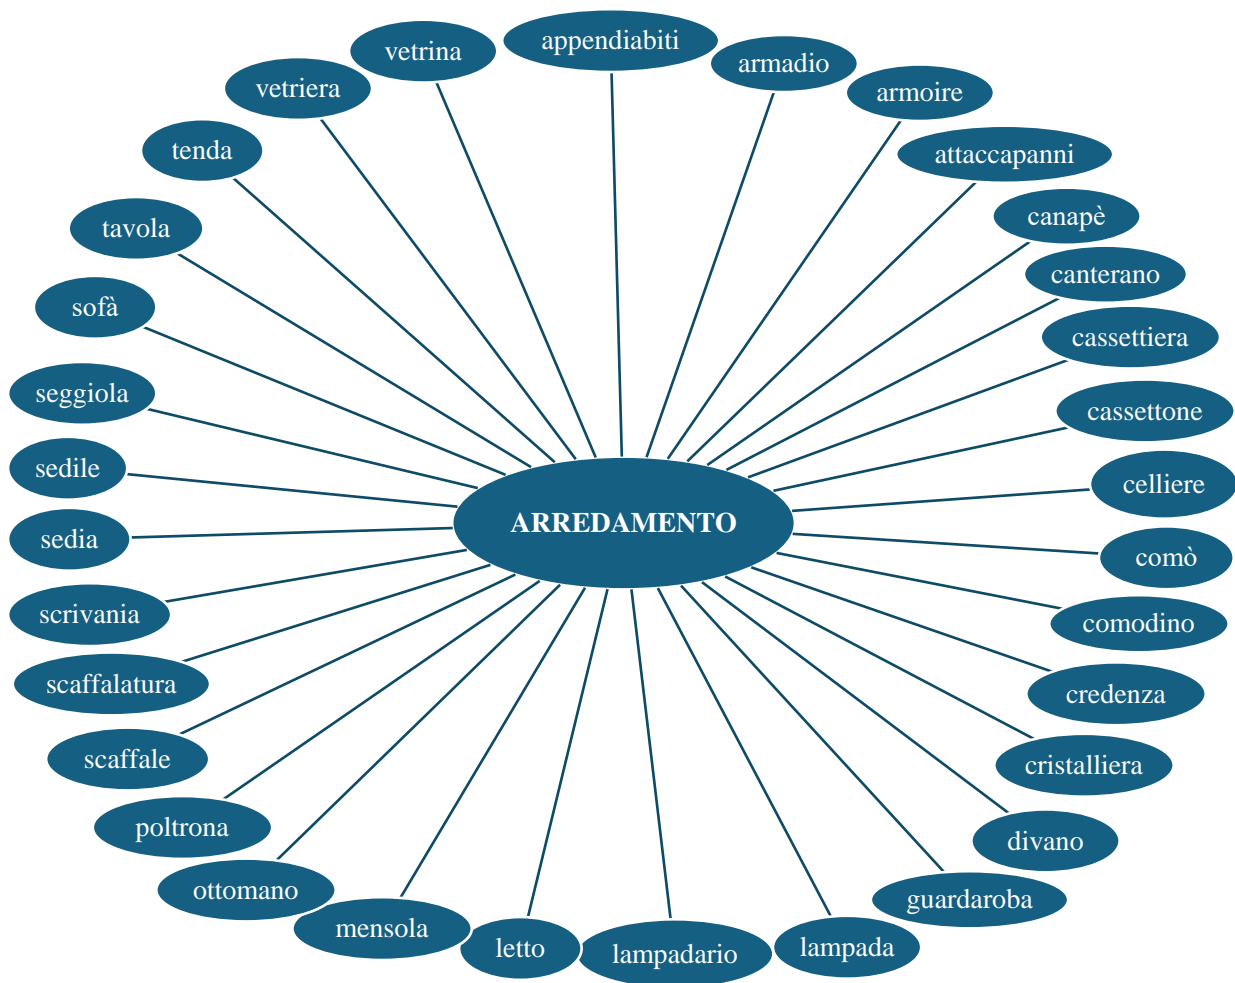 ARREDAMENTO
appendiabiti
armadio
armoire
attaccapanni
canapè
canterano
cassettiera
cassettone
celliere
comò
comodino
credenza
cristalliera
divano
guardaroba
lampada
lampadario
letto
mensola
ottomano
poltrona
scaffale
scaffalatura
scrivania
sedia
sedile
seggiola
sofà
tavola
tenda
vetriera
vetrina